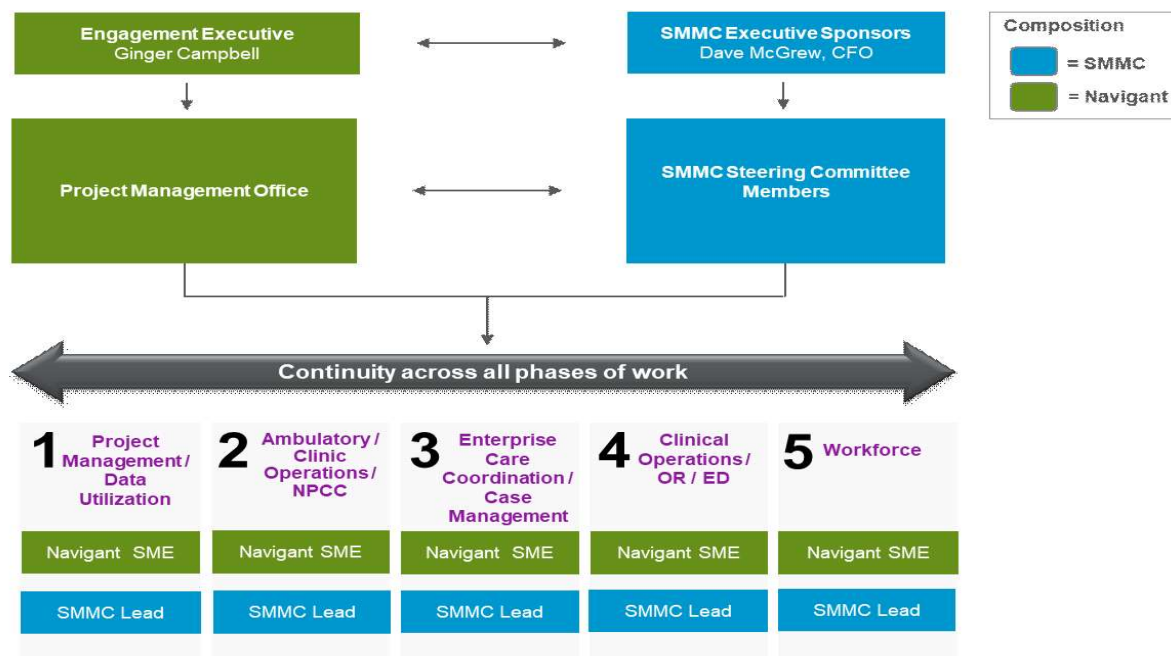 Engagement Executive
Ginger Campbell
SMMC Executive Sponsors
Dave McGrew, CFO
Composition
= SMMC
= Navigant
Project Management Office
SMMC Steering Committee
Members
Continuity across all phases of work
1 Project
Management/
Data
Utilization
2 Ambulatory /
Clinic
Operations/
NPCC
3 Enterprise
Care
Coordination /
Case
Management
4 Clinical
Operations/
OR / ED
5 Workforce
Navigant SME
Navigant SME
Navigant SME
Navigant SME
Navigant SME
SMMC Lead
SMMC Lead
SMMC Lead
SMMC Lead
SMMC Lead